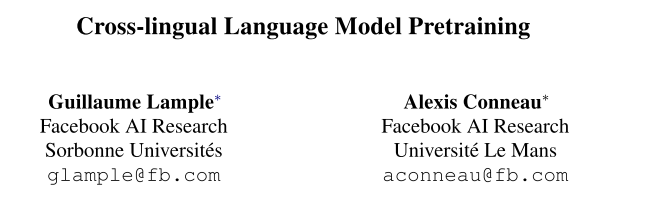 Cross-lingual Language Model Pretraining
Guillaume Lample*
Facebook AI Research
Sorbonne Universités
glample@fb.com
Alexis Conneau*
Facebook AI Research
Université Le Mans
aconneau@fb.com